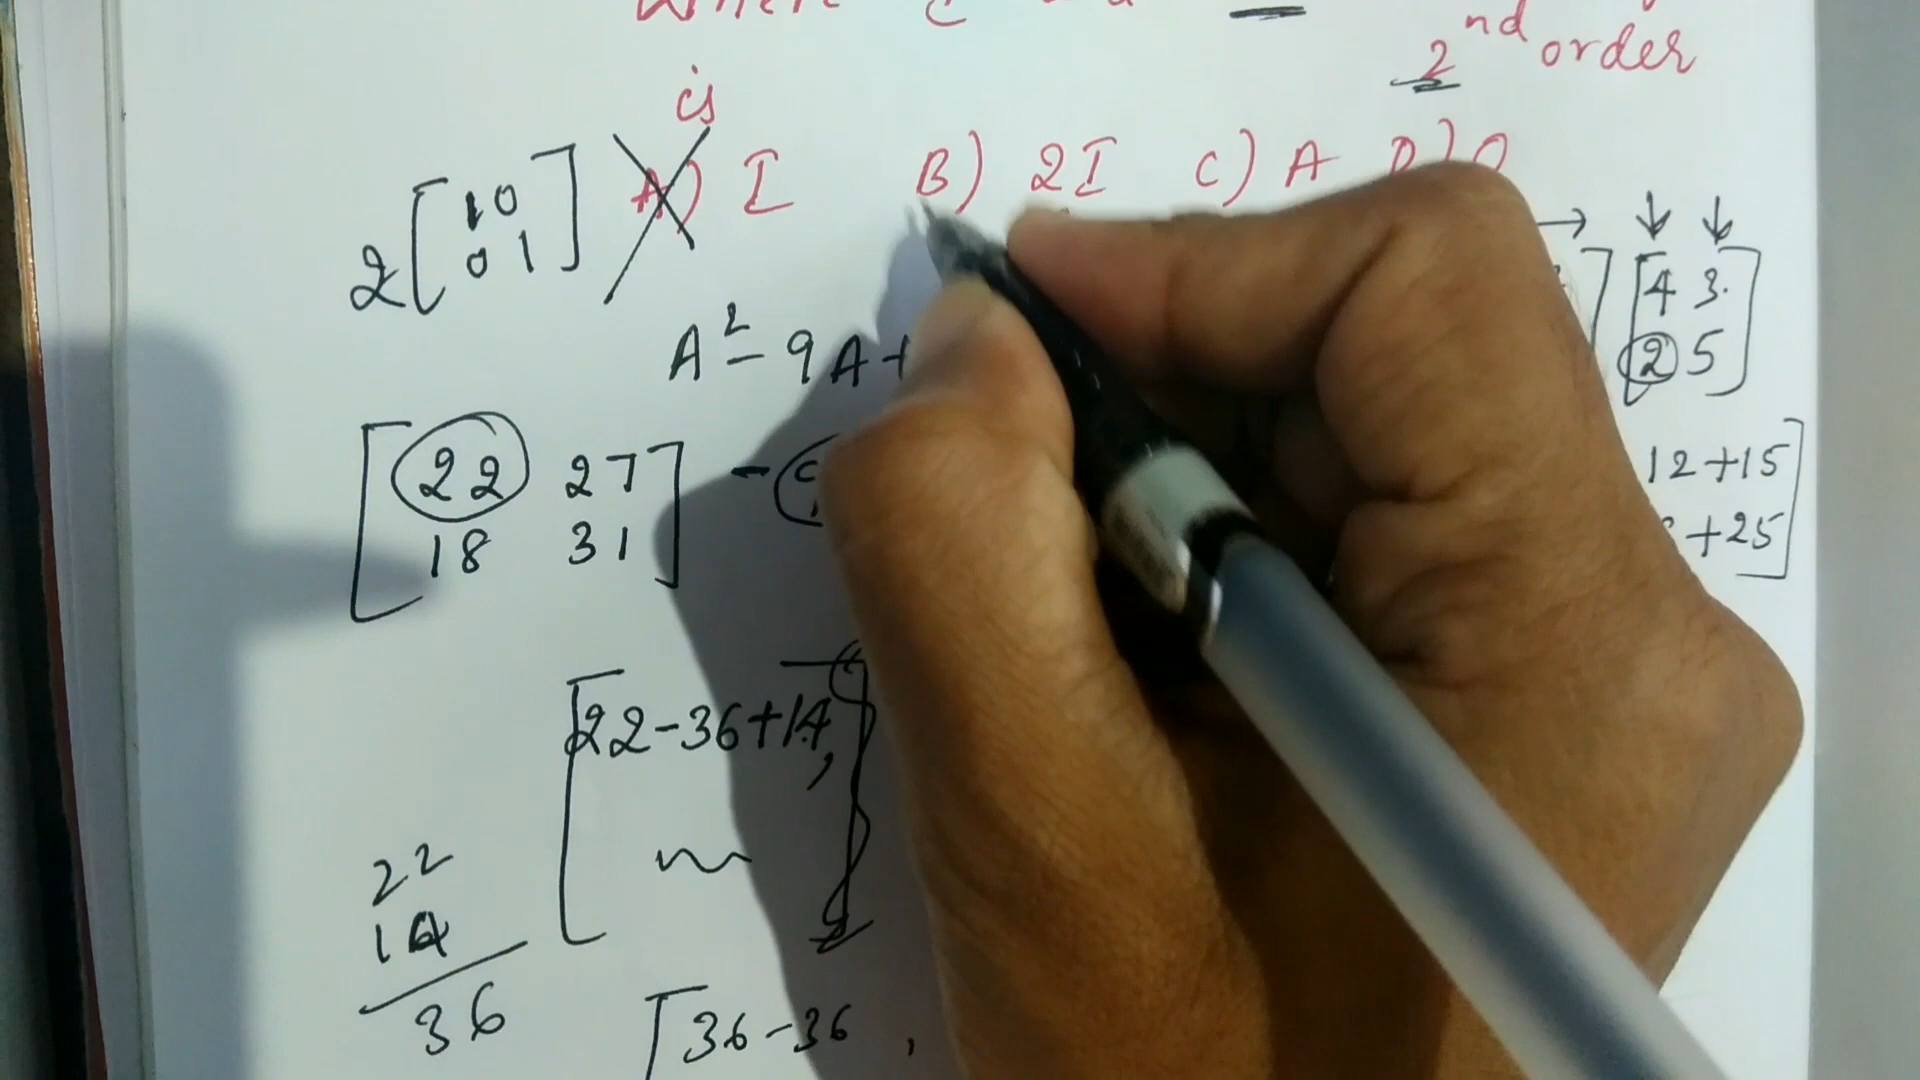 2nd order
is
A) I B) 2I C) A D) O
2 [1 0
0 1]
A² - 9A +
[4 3
2 5]
[22 27
18 31] -
12+15
+25]
[22-36+14,
22
14
36
[36-36,